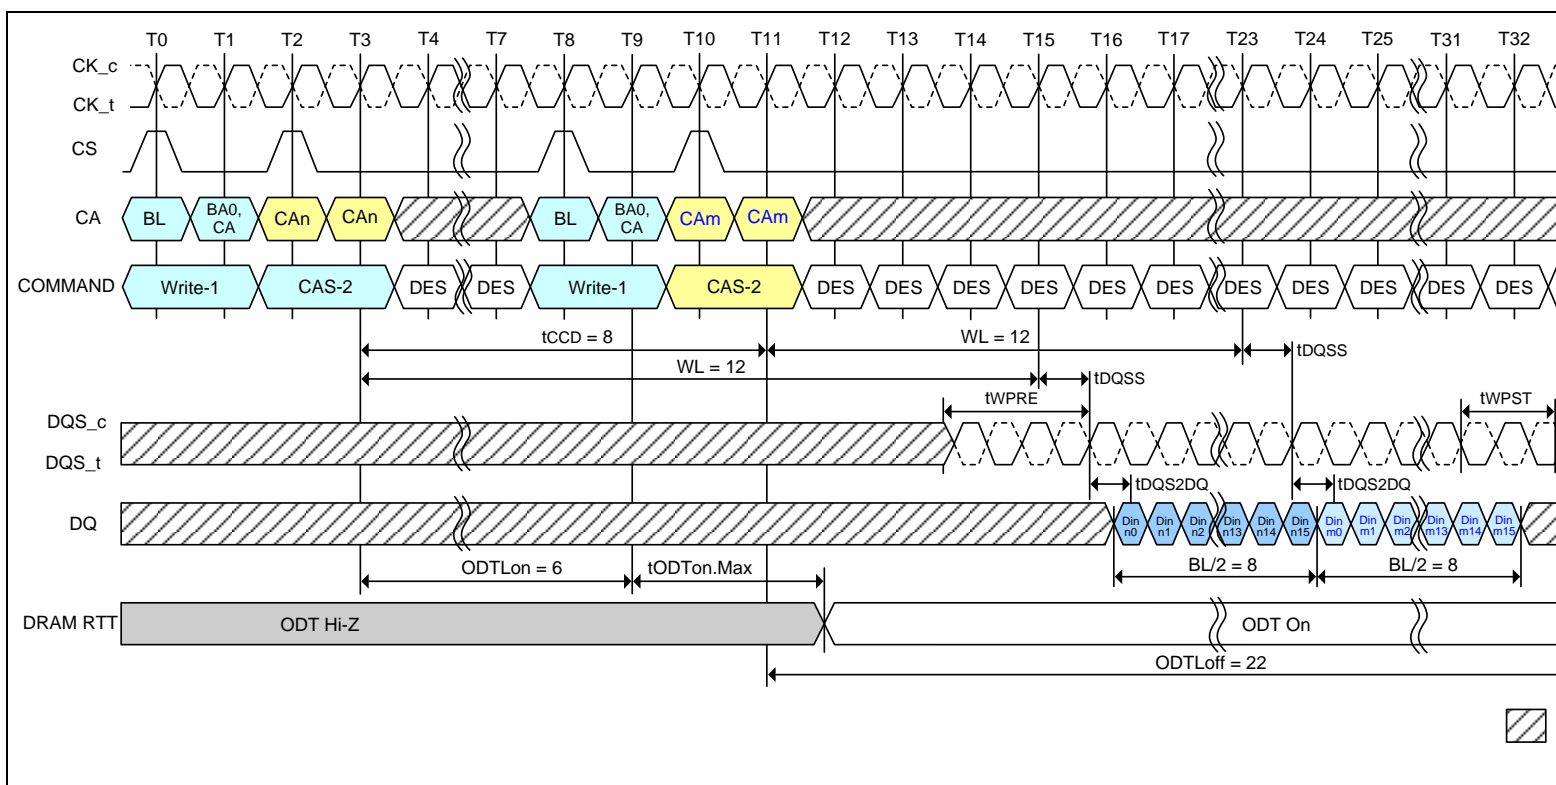 T0 T1 T2 T3 T4 T7 T8 T9 T10 T11 T12 T13 T14 T15 T16 T17 T23 T24 T25 T31 T32
CK_c
CK_t
CS
CA BL BA0, CA CAn CAn BL BA0, CA CAm CAm
COMMAND Write-1 CAS-2 DES DES Write-1 CAS-2 DES DES DES DES DES DES DES DES DES DES DES
tCCD = 8 WL = 12 tDQSS
WL = 12 tDQSS
tWPRE tWPST
DQS_c
DQS_t
tDQS2DQ tDQS2DQ
DQ Din n0 Din n1 Din n2 Din n13 Din n14 Din n15 Din m0 Din m1 Din m2 Din m13 Din m14 Din m15
ODTLon = 6 tODTon.Max BL/2 = 8 BL/2 = 8
DRAM RTT ODT Hi-Z ODT On
ODTLoff = 22